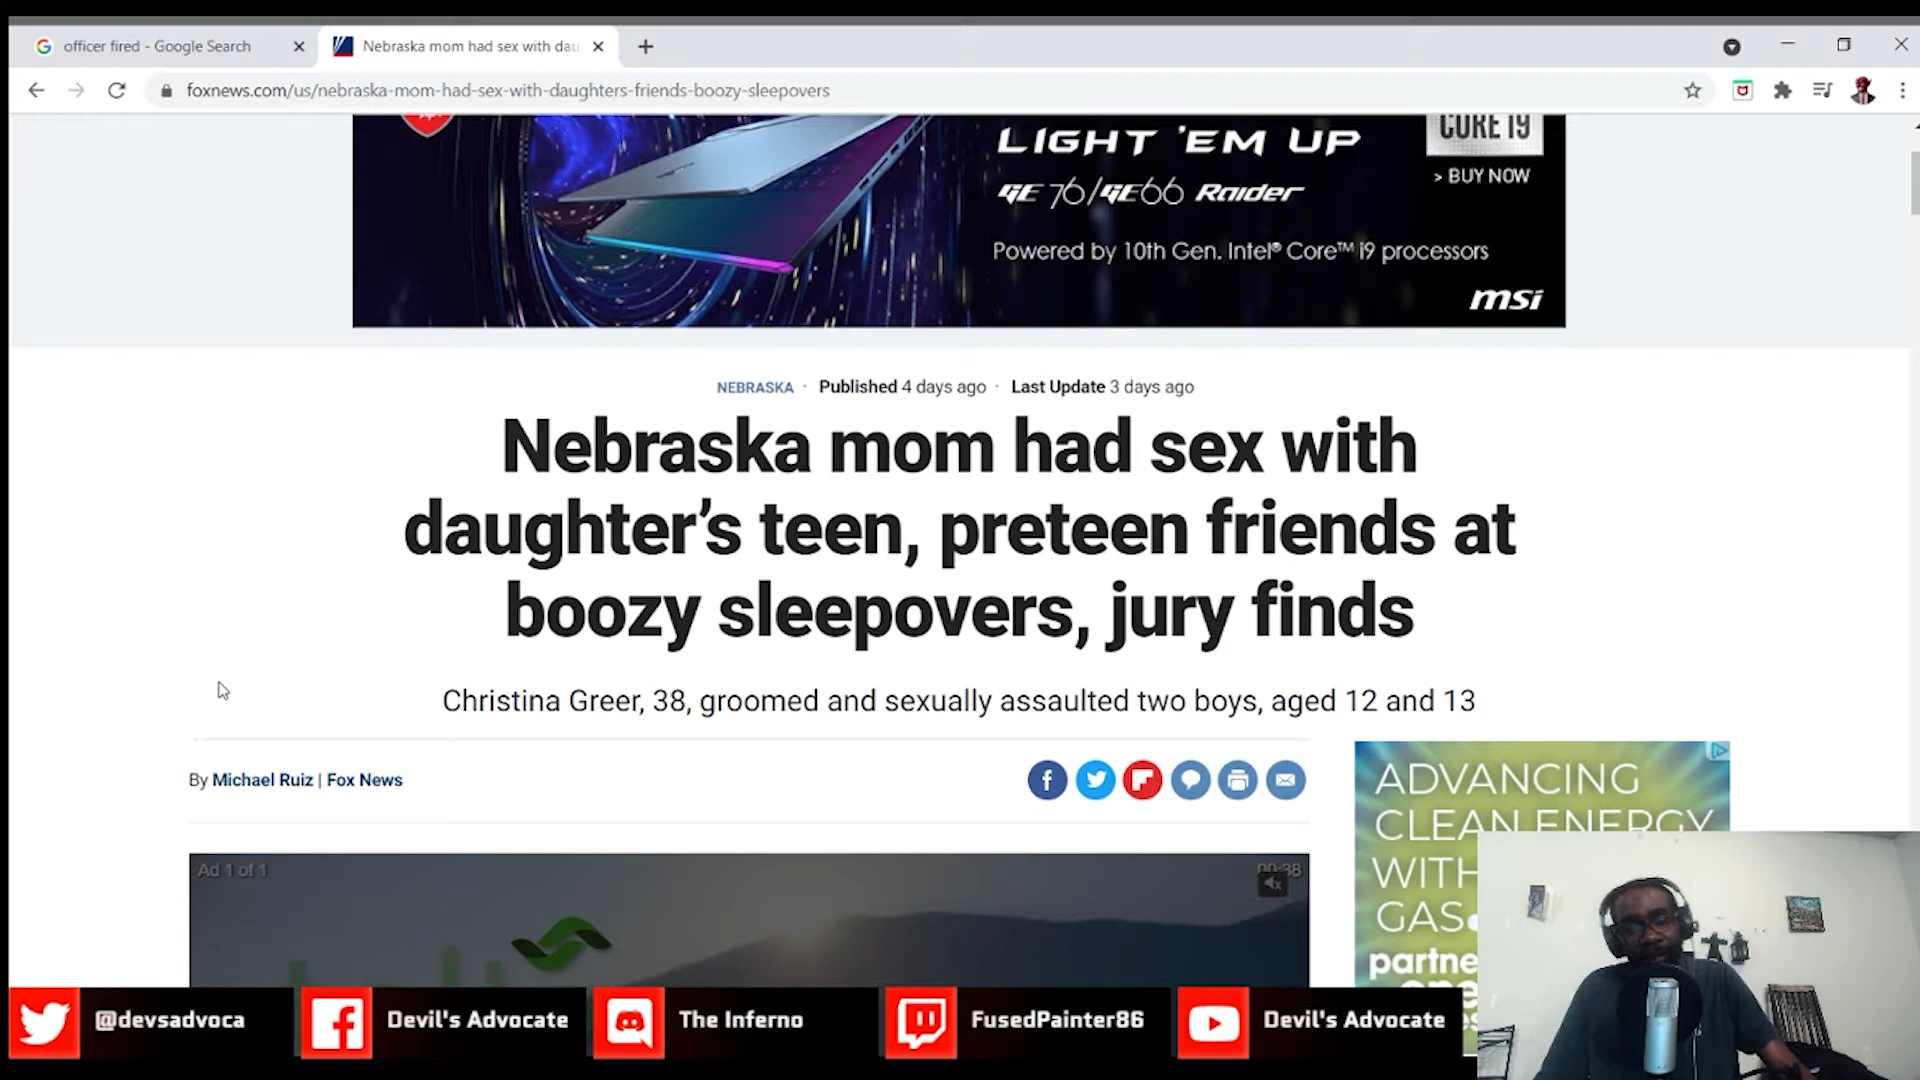 officer fired - Google Search
Nebraska mom had sex with dau
foxnews.com/us/nebraska-mom-had-sex-with-daughters-friends-boozy-sleepovers
LIGHT 'EM UP
GE 76/GE66 Raider
Powered by 10th Gen. Intel® Core™ i9 processors
CORE i9
> BUY NOW
msi
NEBRASKA · Published 4 days ago · Last Update 3 days ago
Nebraska mom had sex with
daughter's teen, preteen friends at
boozy sleepovers, jury finds
Christina Greer, 38, groomed and sexually assaulted two boys, aged 12 and 13
By Michael Ruiz | Fox News
Ad 1 of 1
00:38
ADVANCING
CLEAN ENERGY
WITH
GAS
partne
@devsadvoca
Devil's Advocate
The Inferno
FusedPainter86
Devil's Advocate